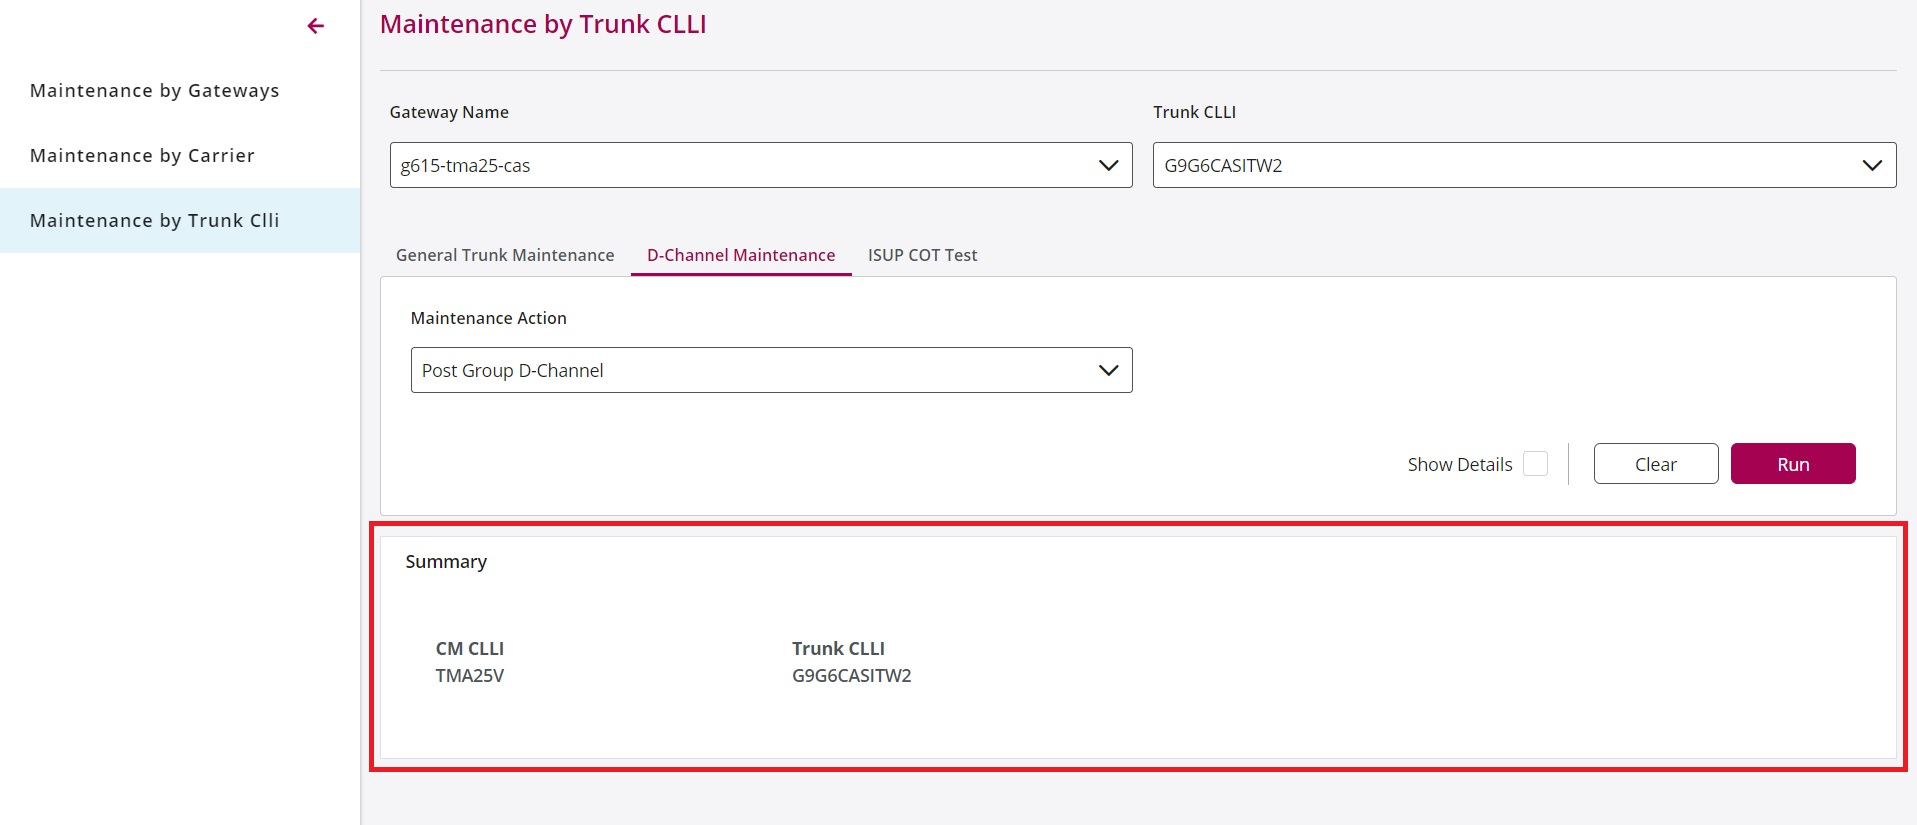 Maintenance by Trunk CLLI
Maintenance by Gateways
Maintenance by Carrier
Maintenance by Trunk Clli
Gateway Name
g615-tma25-cas
Trunk CLLI
G9G6CASITW2
General Trunk Maintenance
D-Channel Maintenance
ISUP COT Test
Maintenance Action
Post Group D-Channel
Show Details
Clear
Run
Summary
CM CLLI
TMA25V
Trunk CLLI
G9G6CASITW2